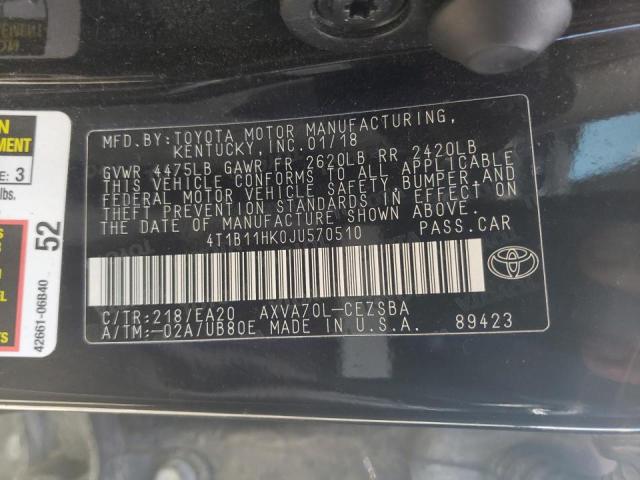 MFD.BY:TOYOTA MOTOR MANUFACTURING,
KENTUCKY, INC.01/18
GVWR 4475LB GAWR FR 2620LB RR 2420LB
THIS VEHICLE CONFORMS TO ALL APPLICABLE
FEDERAL MOTOR VEHICLE SAFETY, BUMPER, AND
THEFT PREVENTION STANDARDS IN EFFECT ON
THE DATE OF MANUFACTURE SHOWN ABOVE.
4T1B11HK0JU570510 PASS.CAR
C/TR:218/EA20 AXVA70L-CEZSBA
A/TM:-02A/UB80E MADE IN U.S.A. 89423
E: 3
lbs.
52
42661-06B40